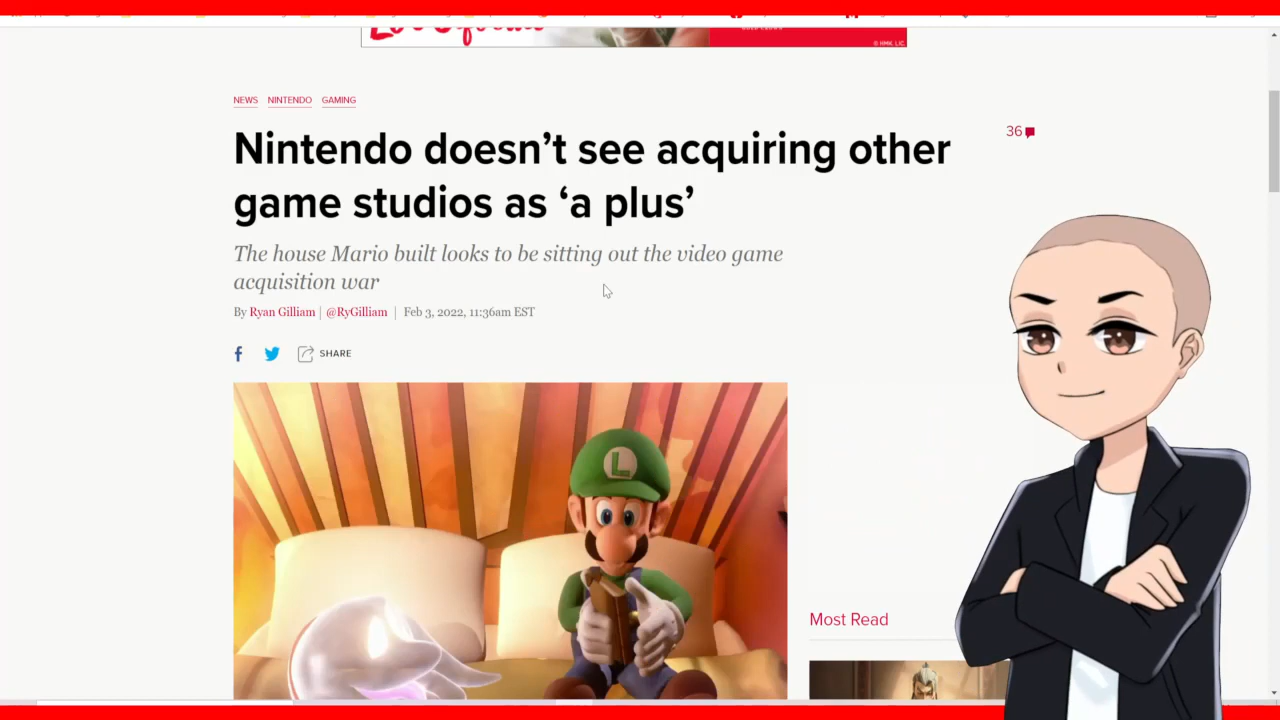 © HMK, LIC.
NEWS NINTENDO GAMING
Nintendo doesn't see acquiring other
game studios as 'a plus'
36
The house Mario built looks to be sitting out the video game
acquisition war
By Ryan Gilliam | @RyGilliam | Feb 3, 2022, 11:36am EST
SHARE
L
Most Read